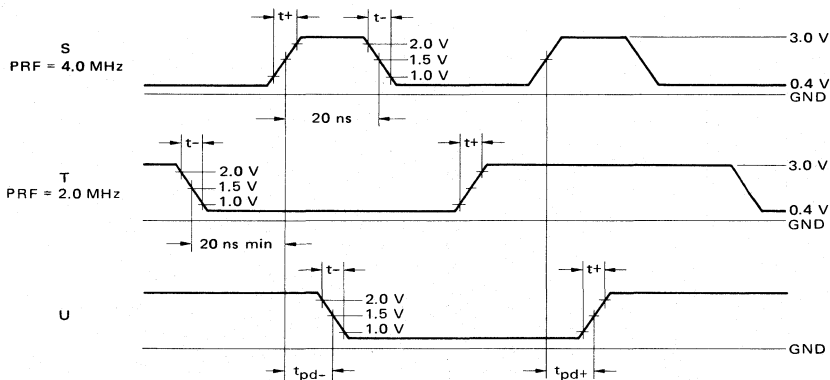 t+ t-
S
PRF = 4.0 MHz
2.0 V
1.5 V
1.0 V
3.0 V
0.4 V
GND
20 ns
t- t+
T
PRF = 2.0 MHz
2.0 V
1.5 V
1.0 V
3.0 V
0.4 V
GND
20 ns min
t- t+
U
2.0 V
1.5 V
1.0 V
GND
tpd- tpd+